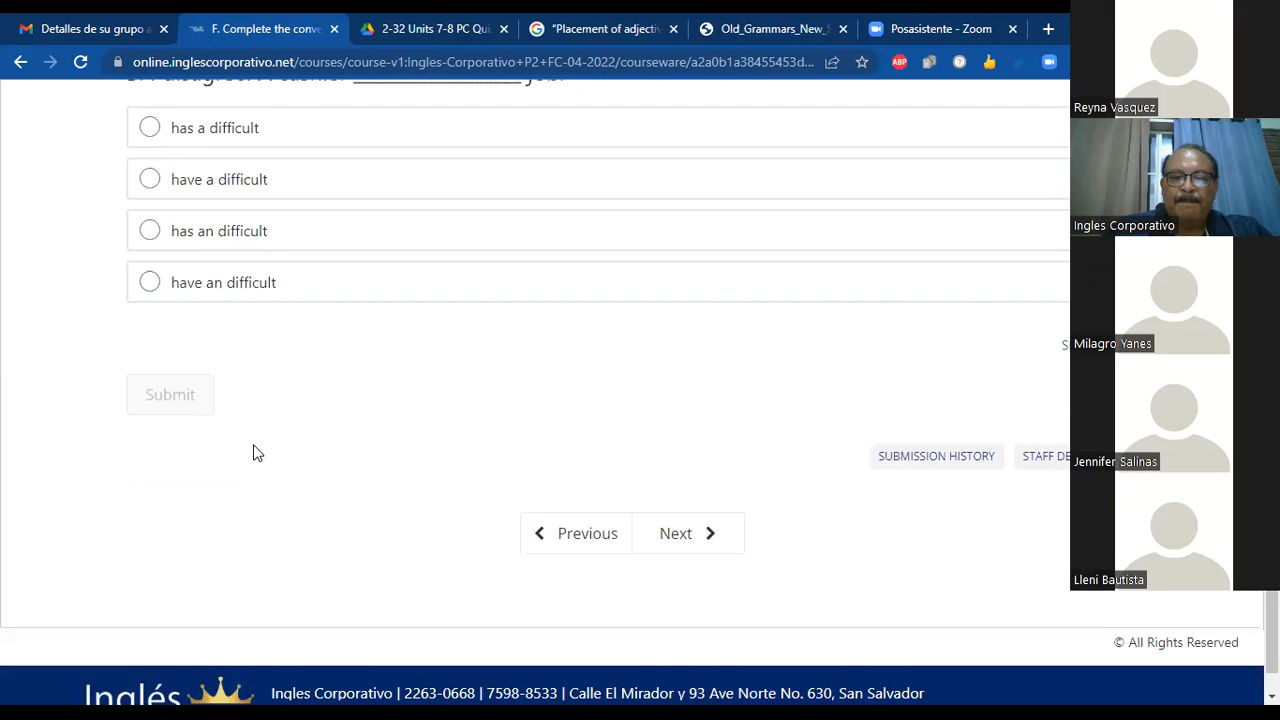 Detalles de su grupo a
F. Complete the conve
2-32 Units 7-8 PC Qui
"Placement of adjectiv
Old_Grammars_New_S
Posasistente - Zoom
online.inglescorporativo.net/courses/course-v1:Ingles-Corporativo+P2+FC-04-2022/courseware/a2a0b1a38455453d...
ABP
has a difficult
have a difficult
has an difficult
have an difficult
Submit
SUBMISSION HISTORY
STAFF DE
Previous
Next
© All Rights Reserved
Inglés
Ingles Corporativo | 2263-0668 | 7598-8533 | Calle El Mirador y 93 Ave Norte No. 630, San Salvador
Reyna Vasquez
Ingles Corporativo
Milagro Yanes
Jennifer Salinas
Lleni Bautista